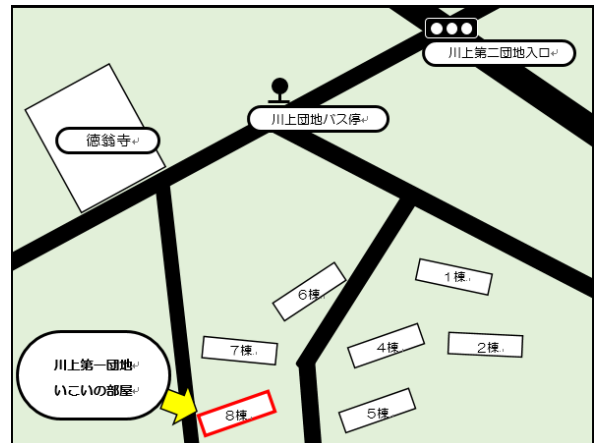 川上第二団地入口
川上団地バス停
徳翁寺
1棟
6棟
7棟
4棟
2棟
川上第一団地
いこいの部屋
8棟
5棟